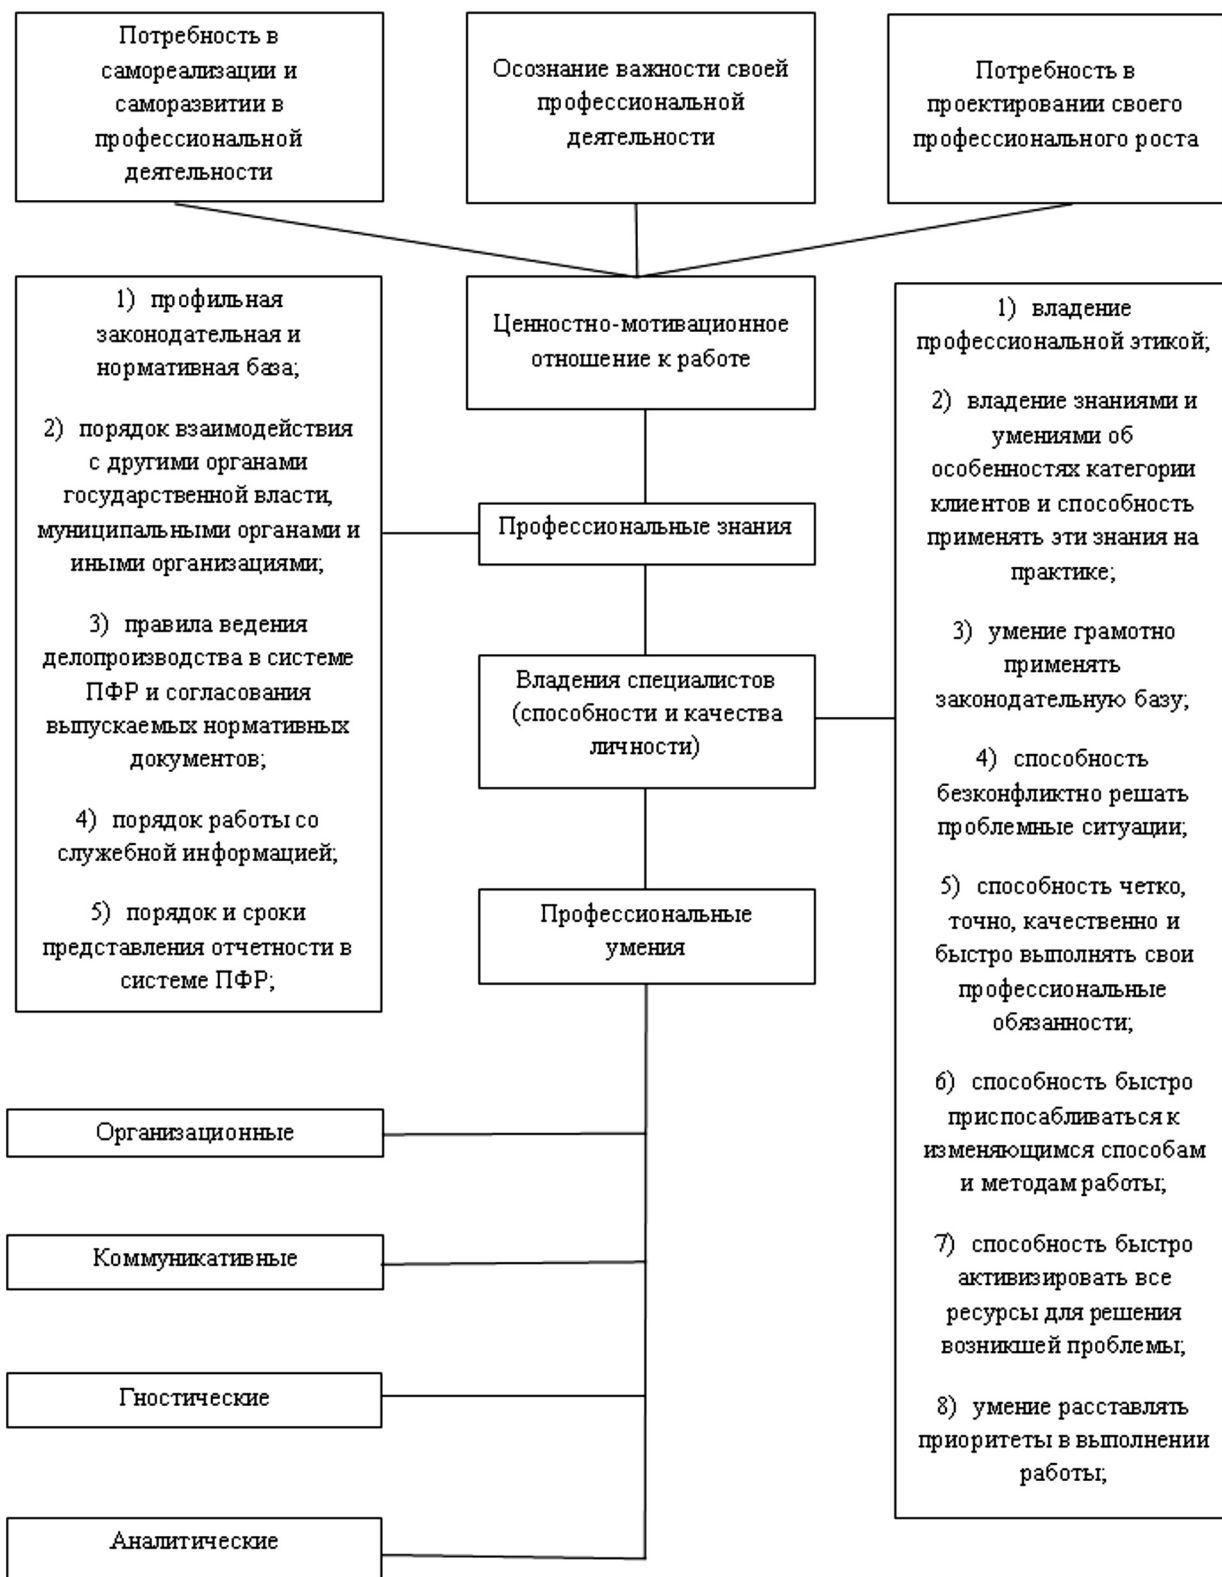 Потребность в
самореализации и
саморазвитии в
профессиональной
деятельности
Осознание важности своей
профессиональной
деятельности
Потребность в
проектировании своего
профессионального роста
1) профильная
законодательная и
нормативная база;
2) порядок взаимодействия
с другими органами
государственной власти,
муниципальными органами и
иными организациями;
3) правила ведения
делопроизводства в системе
ПФР и согласования
выпускаемых нормативных
документов;
4) порядок работы со
служебной информацией;
5) порядок и сроки
представления отчетности в
системе ПФР;
Ценностно-мотивационное
отношение к работе
Профессиональные знания
Владения специалистов
(способности и качества
личности)
Профессиональные
умения
1) владение
профессиональной этикой;
2) владение знаниями и
умениями об
особенностях категории
клиентов и способность
применять эти знания на
практике;
3) умение грамотно
применять
законодательную базу;
4) способность
безконфликтно решать
проблемные ситуации;
5) способность четко,
точно, качественно и
быстро выполнять свои
профессиональные
обязанности;
6) способность быстро
приспосабливаться к
изменяющимся способам
и методам работы;
7) способность быстро
активизировать все
ресурсы для решения
возникшей проблемы;
8) умение расставлять
приоритеты в выполнении
работы;
Организационные
Коммуникативные
Гностические
Аналитические